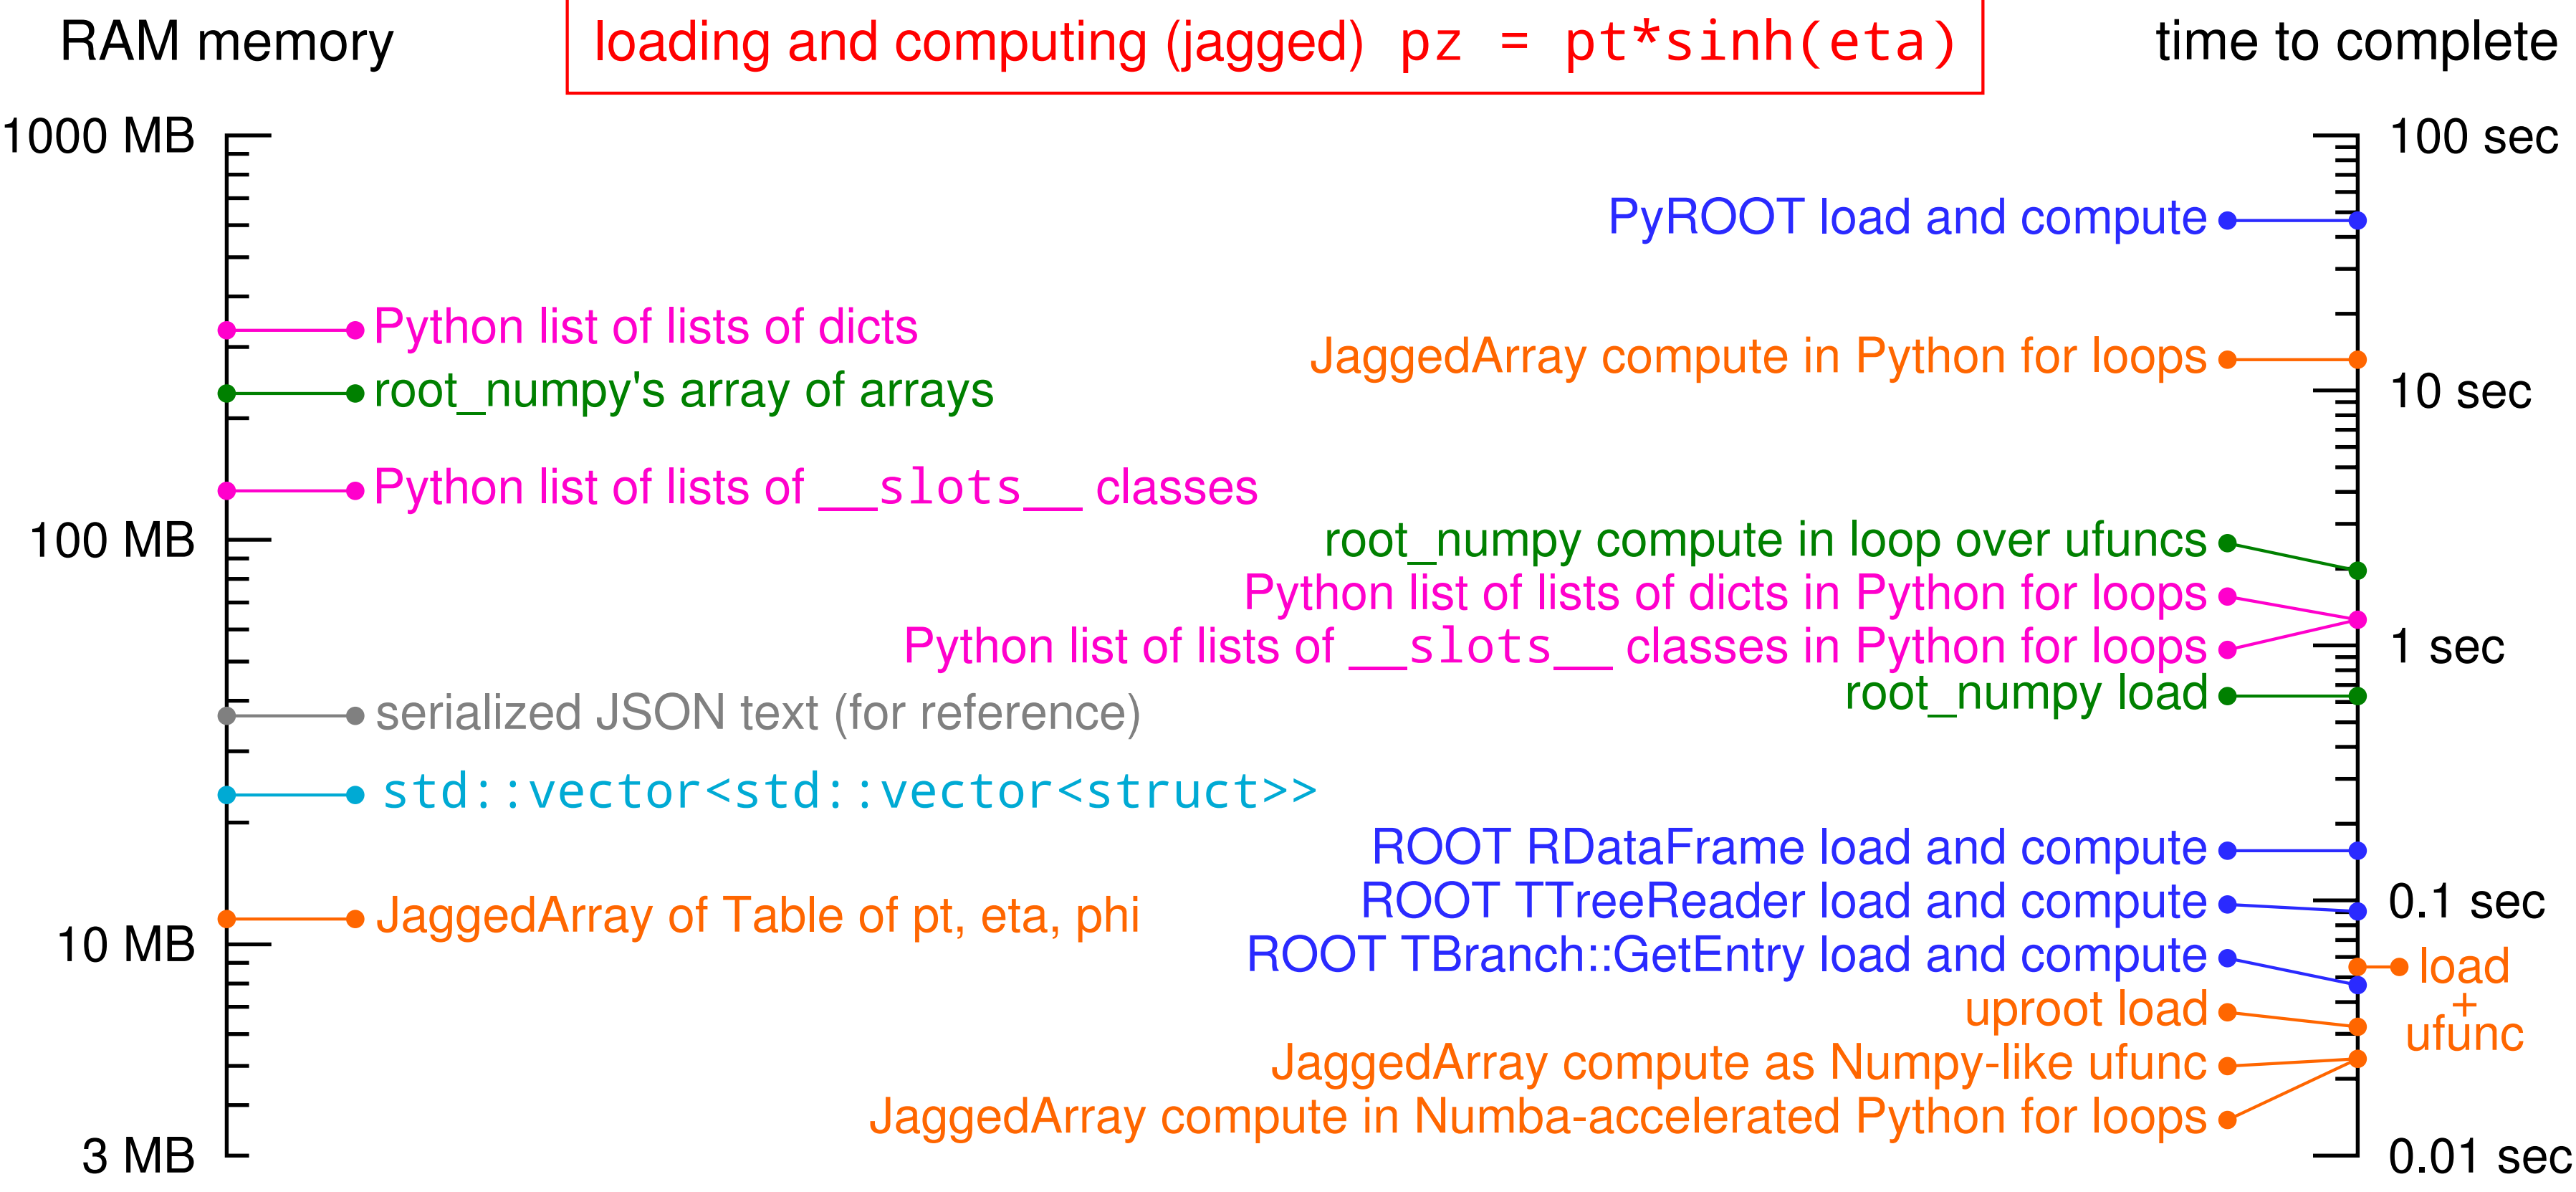 RAM memory
loading and computing (jagged) pz = pt*sinh(eta)
time to complete
1000 MB
100 MB
10 MB
3 MB
Python list of lists of dicts
root_numpy's array of arrays
Python list of lists of __slots__ classes
serialized JSON text (for reference)
std::vector<std::vector<struct>>
JaggedArray of Table of pt, eta, phi
PyROOT load and compute
JaggedArray compute in Python for loops
root_numpy compute in loop over ufuncs
Python list of lists of dicts in Python for loops
Python list of lists of __slots__ classes in Python for loops
root_numpy load
ROOT RDataFrame load and compute
ROOT TTreeReader load and compute
ROOT TBranch::GetEntry load and compute
uproot load
JaggedArray compute as Numpy-like ufunc
JaggedArray compute in Numba-accelerated Python for loops
100 sec
10 sec
1 sec
0.1 sec
load
+
ufunc
0.01 sec